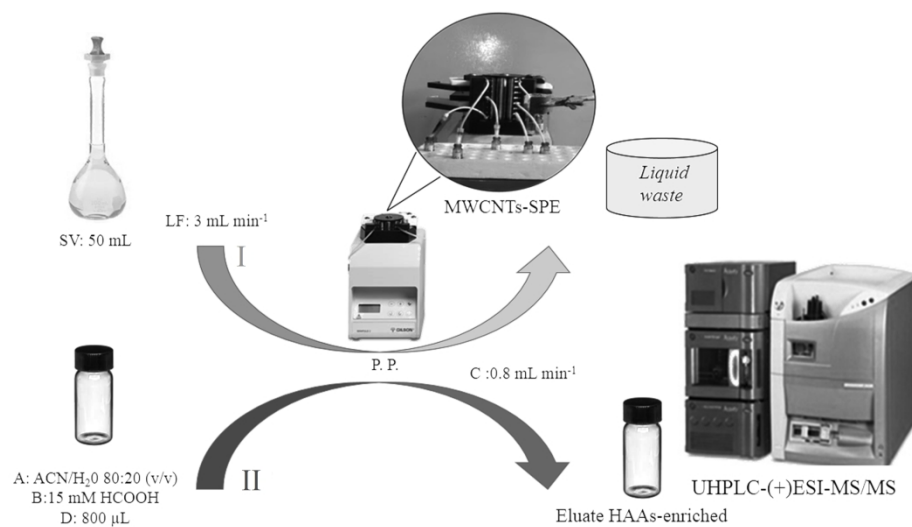 MWCNTs-SPE
Liquid
waste
LF: 3 mL min⁻¹
SV: 50 mL
I
GILSON
P. P.
C :0.8 mL min⁻¹
II
A: ACN/H₂0 80:20 (v/v)
B:15 mM HCOOH
D: 800 µL
Eluate HAAs-enriched
UHPLC-(+)ESI-MS/MS